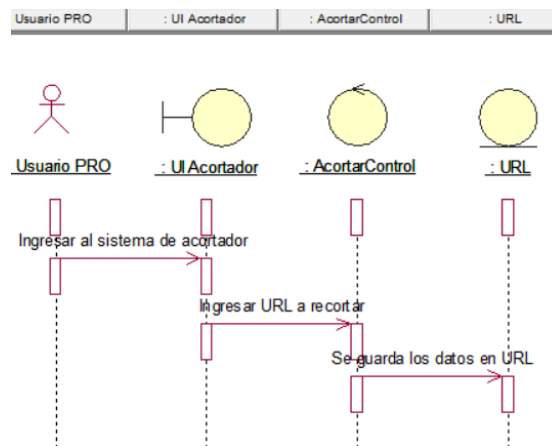 Usuario PRO
: UI Acortador
: AcortarControl
: URL
Usuario PRO
: UI Acortador
: AcortarControl
: URL
Ingresar al sistema de acortador
Ingresar URL a recortar
Se guarda los datos en URL